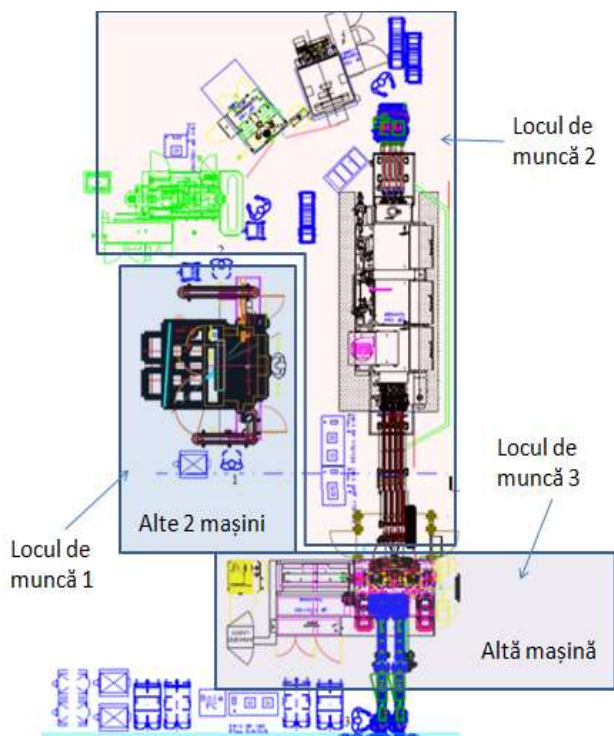 Locul de
muncă 2
Locul de
muncă 3
Alte 2 mașini
Locul de
muncă 1
Altă mașină